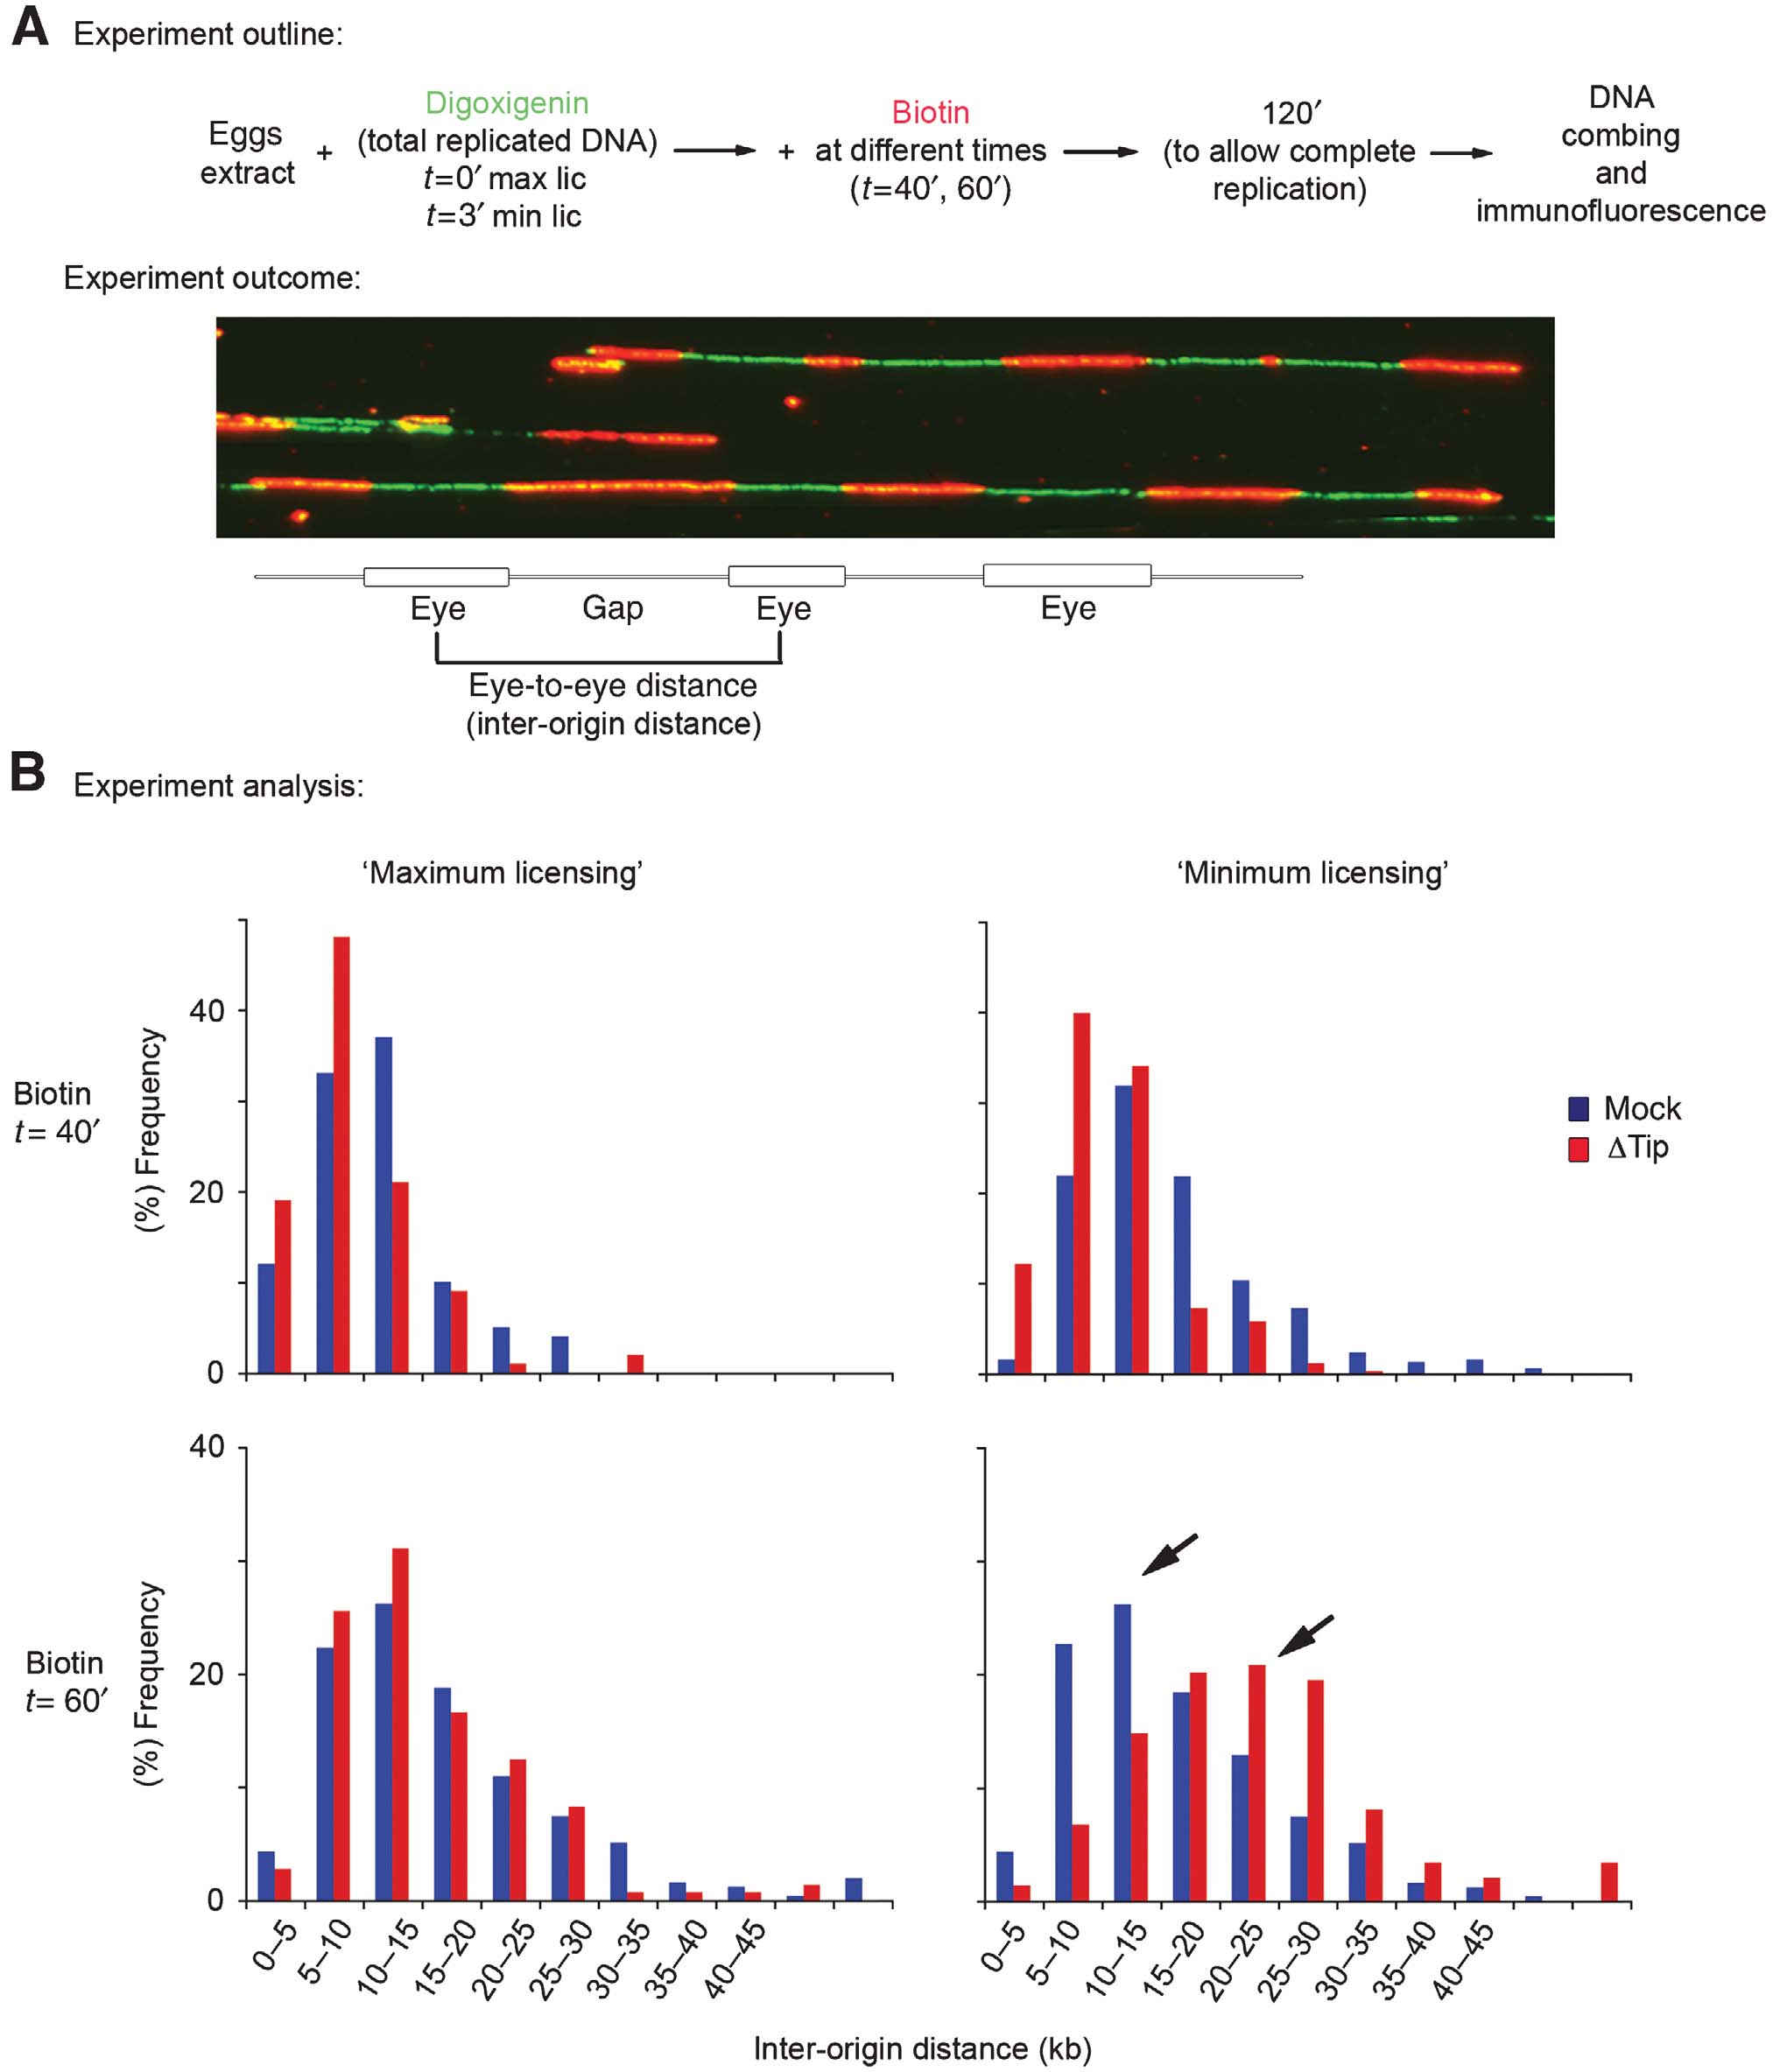 A Experiment outline:
Eggs
extract
+
Digoxigenin
(total replicated DNA)
t=0′ max lic
t=3′ min lic
+
Biotin
at different times
(t=40′, 60′)
120′
(to allow complete
replication)
DNA
combing
and
immunofluorescence
Experiment outcome:
Eye
Gap
Eye
Eye
Eye-to-eye distance
(inter-origin distance)
B Experiment analysis:
‘Maximum licensing’
‘Minimum licensing’
Biotin
t= 40′
(%) Frequency
40
20
0
Mock
ΔTip
Biotin
t= 60′
(%) Frequency
40
20
0
0–5
5–10
10–15
15–20
20–25
25–30
30–35
35–40
40–45
0–5
5–10
10–15
15–20
20–25
25–30
30–35
35–40
40–45
Inter-origin distance (kb)